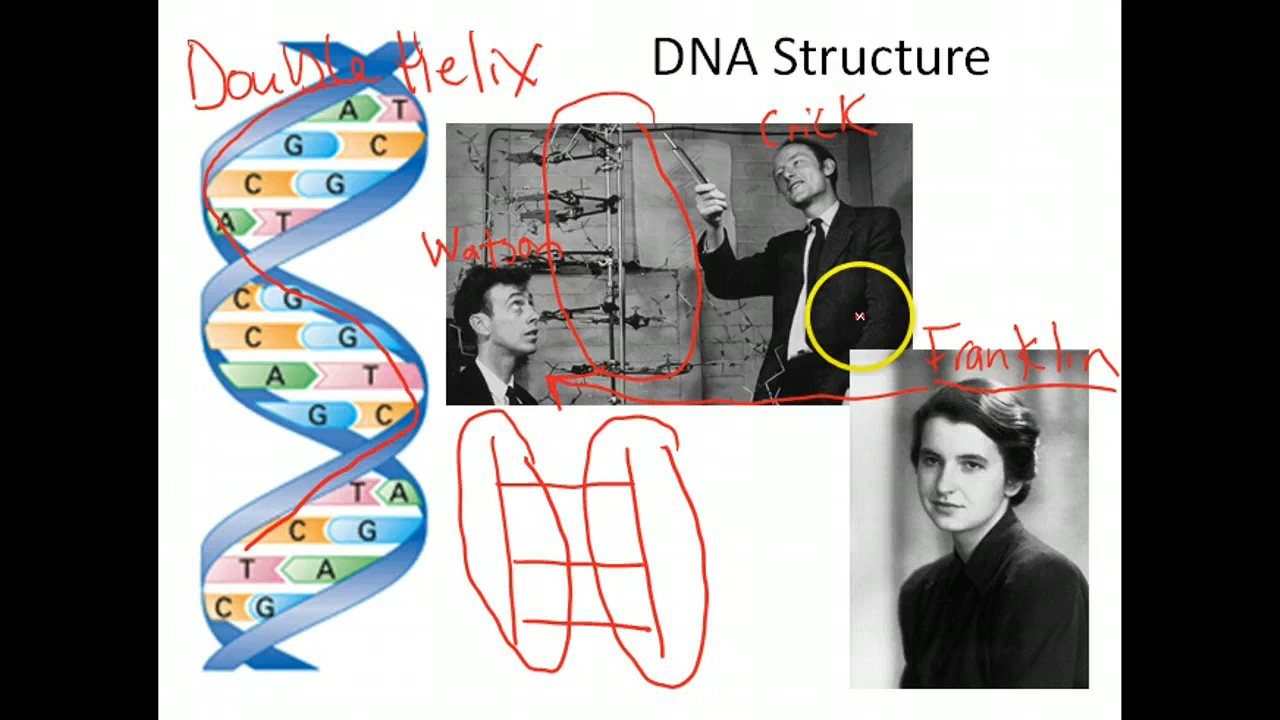 Double Helix
DNA Structure
A T
G C
C G
A T
C G
C G
A T
G C
T A
C G
T A
C G
Crick
Watson
Franklin